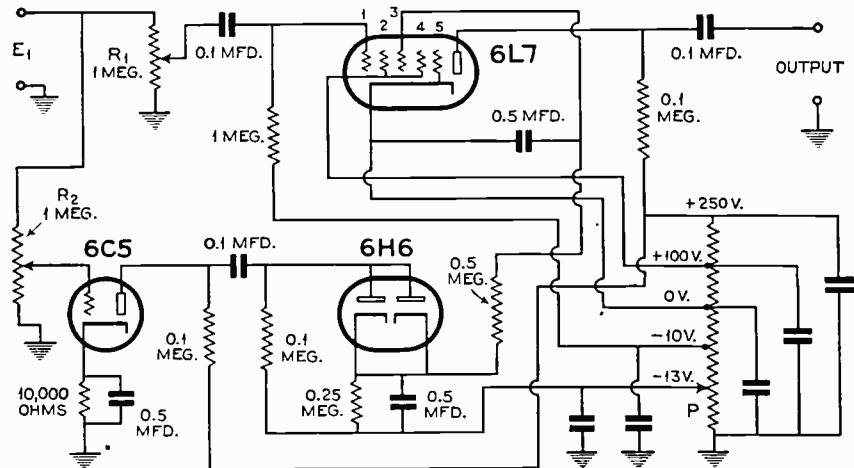 E1
R1
1 MEG.
0.1 MFD.
1
2
3
4
5
6L7
0.1 MFD.
OUTPUT
1 MEG.
0.5 MFD.
0.1
MEG.
R2
1 MEG.
6C5
0.1 MFD.
6H6
0.5
MEG.
+250 V.
+100 V.
0 V.
-10 V.
-13 V.
P
0.1
MEG.
0.1
MEG.
0.25
MEG.
0.5
MFD.
10,000
OHMS
0.5
MFD.